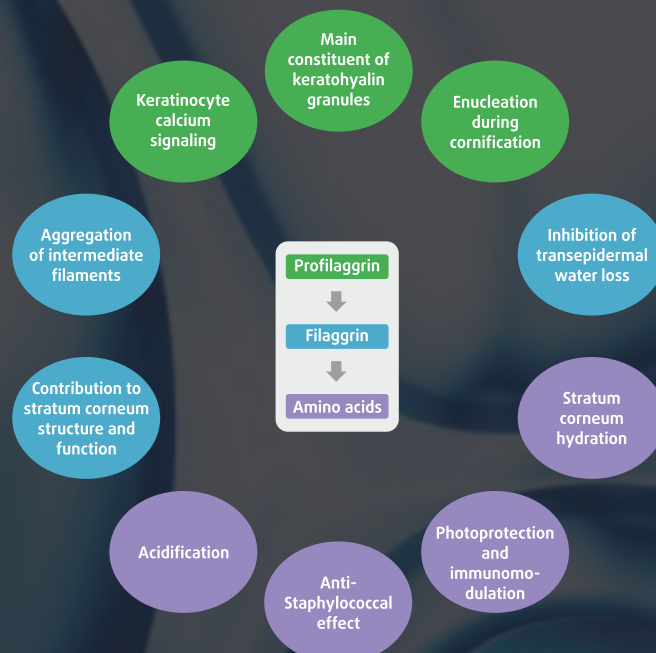 Main
constituent of
keratohyalin
granules
Keratinocyte
calcium
signaling
Enucleation
during
cornification
Aggregation
of intermediate
filaments
Inhibition of
transepidermal
water loss
Profilaggrin
Filaggrin
Amino acids
Contribution to
stratum corneum
structure and
function
Stratum
corneum
hydration
Acidification
Photoprotection
and
immunomo-
dulation
Anti-
Staphylococcal
effect